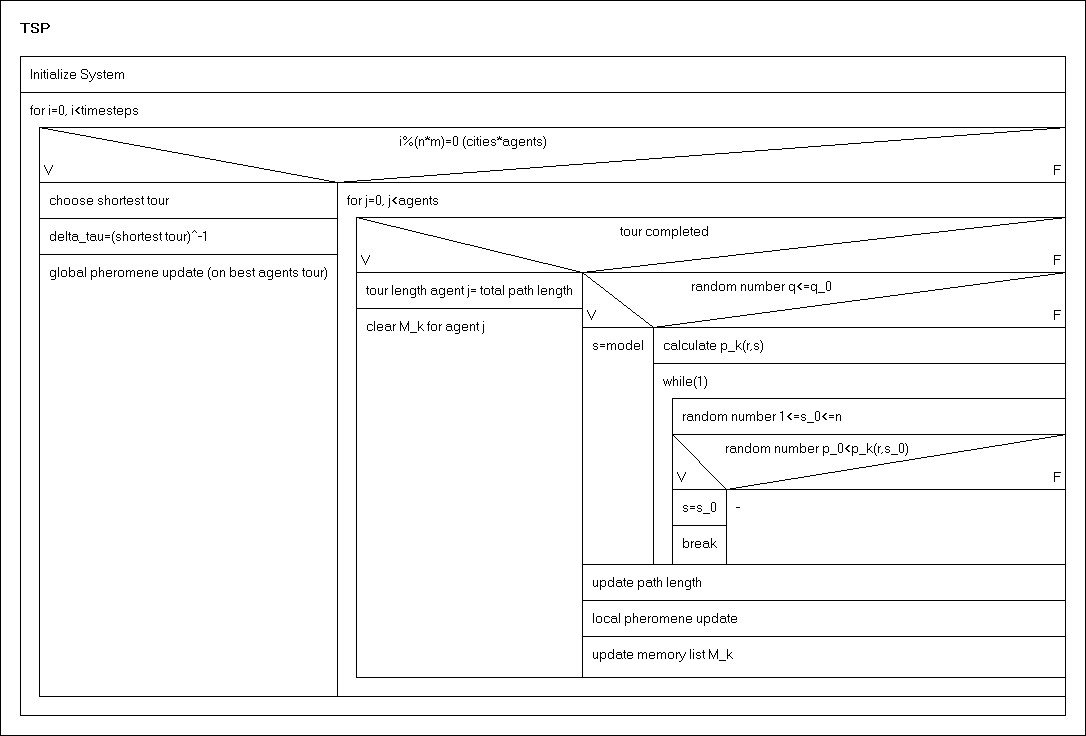 TSP
Initialize System
for i=0, i<timesteps
i%(n*m)=0 (cities*agents)
V
F
choose shortest tour
for j=0, j<agents
delta_tau=(shortest tour)^-1
tour completed
V
F
global pheromene update (on best agents tour)
tour length agent j= total path length
random number q<=q_0
V
F
clear M_k for agent j
s=model
calculate p_k(r,s)
while(1)
random number 1<=s_0<=n
random number p_0<p_k(r,s_0)
V
F
s=s_0
-
break
update path length
local pheromene update
update memory list M_k